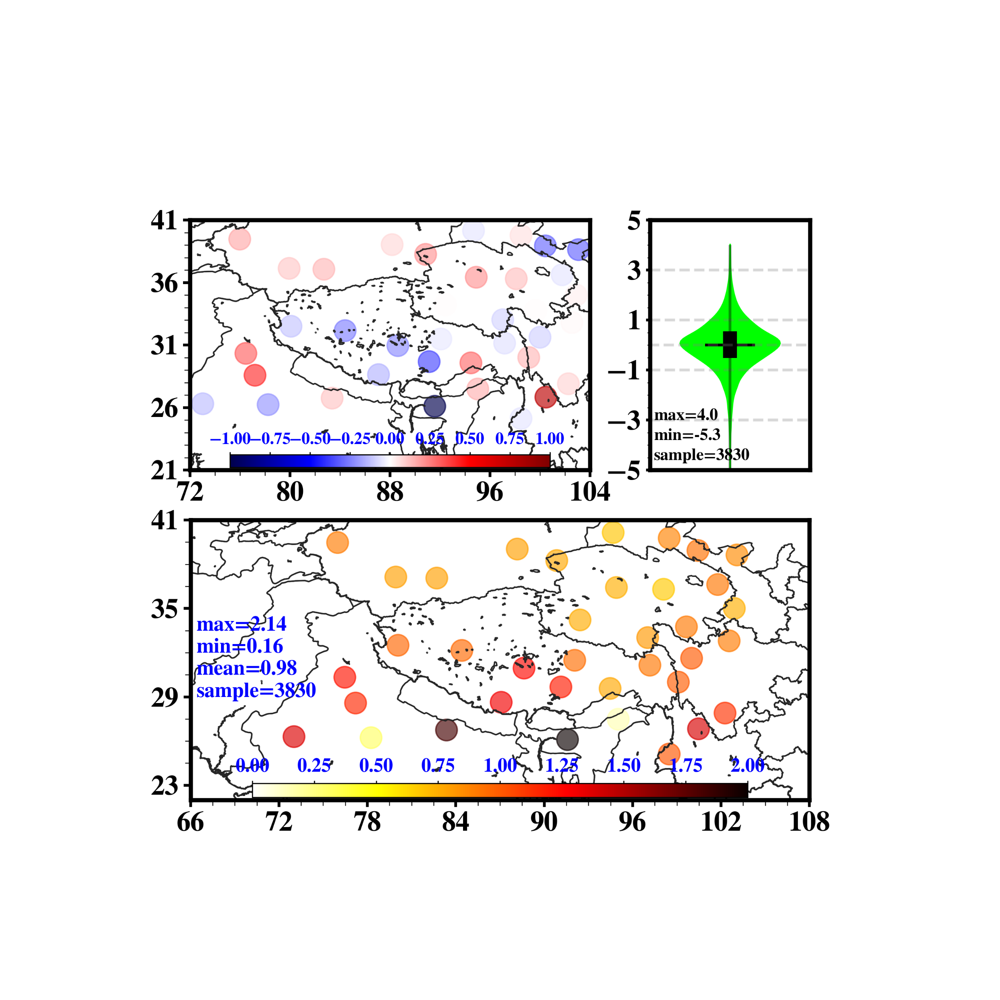 41
36
31
26
21
−1.00 −0.75 −0.50 −0.25 0.00 0.25 0.50 0.75 1.00
72 80 88 96 104
5
3
1
−1
−3
−5
max=4.0
min=-5.3
sample=3830
41
35
29
23
max=2.14
min=0.16
mean=0.98
sample=3830
0.00 0.25 0.50 0.75 1.00 1.25 1.50 1.75 2.00
66 72 78 84 90 96 102 108